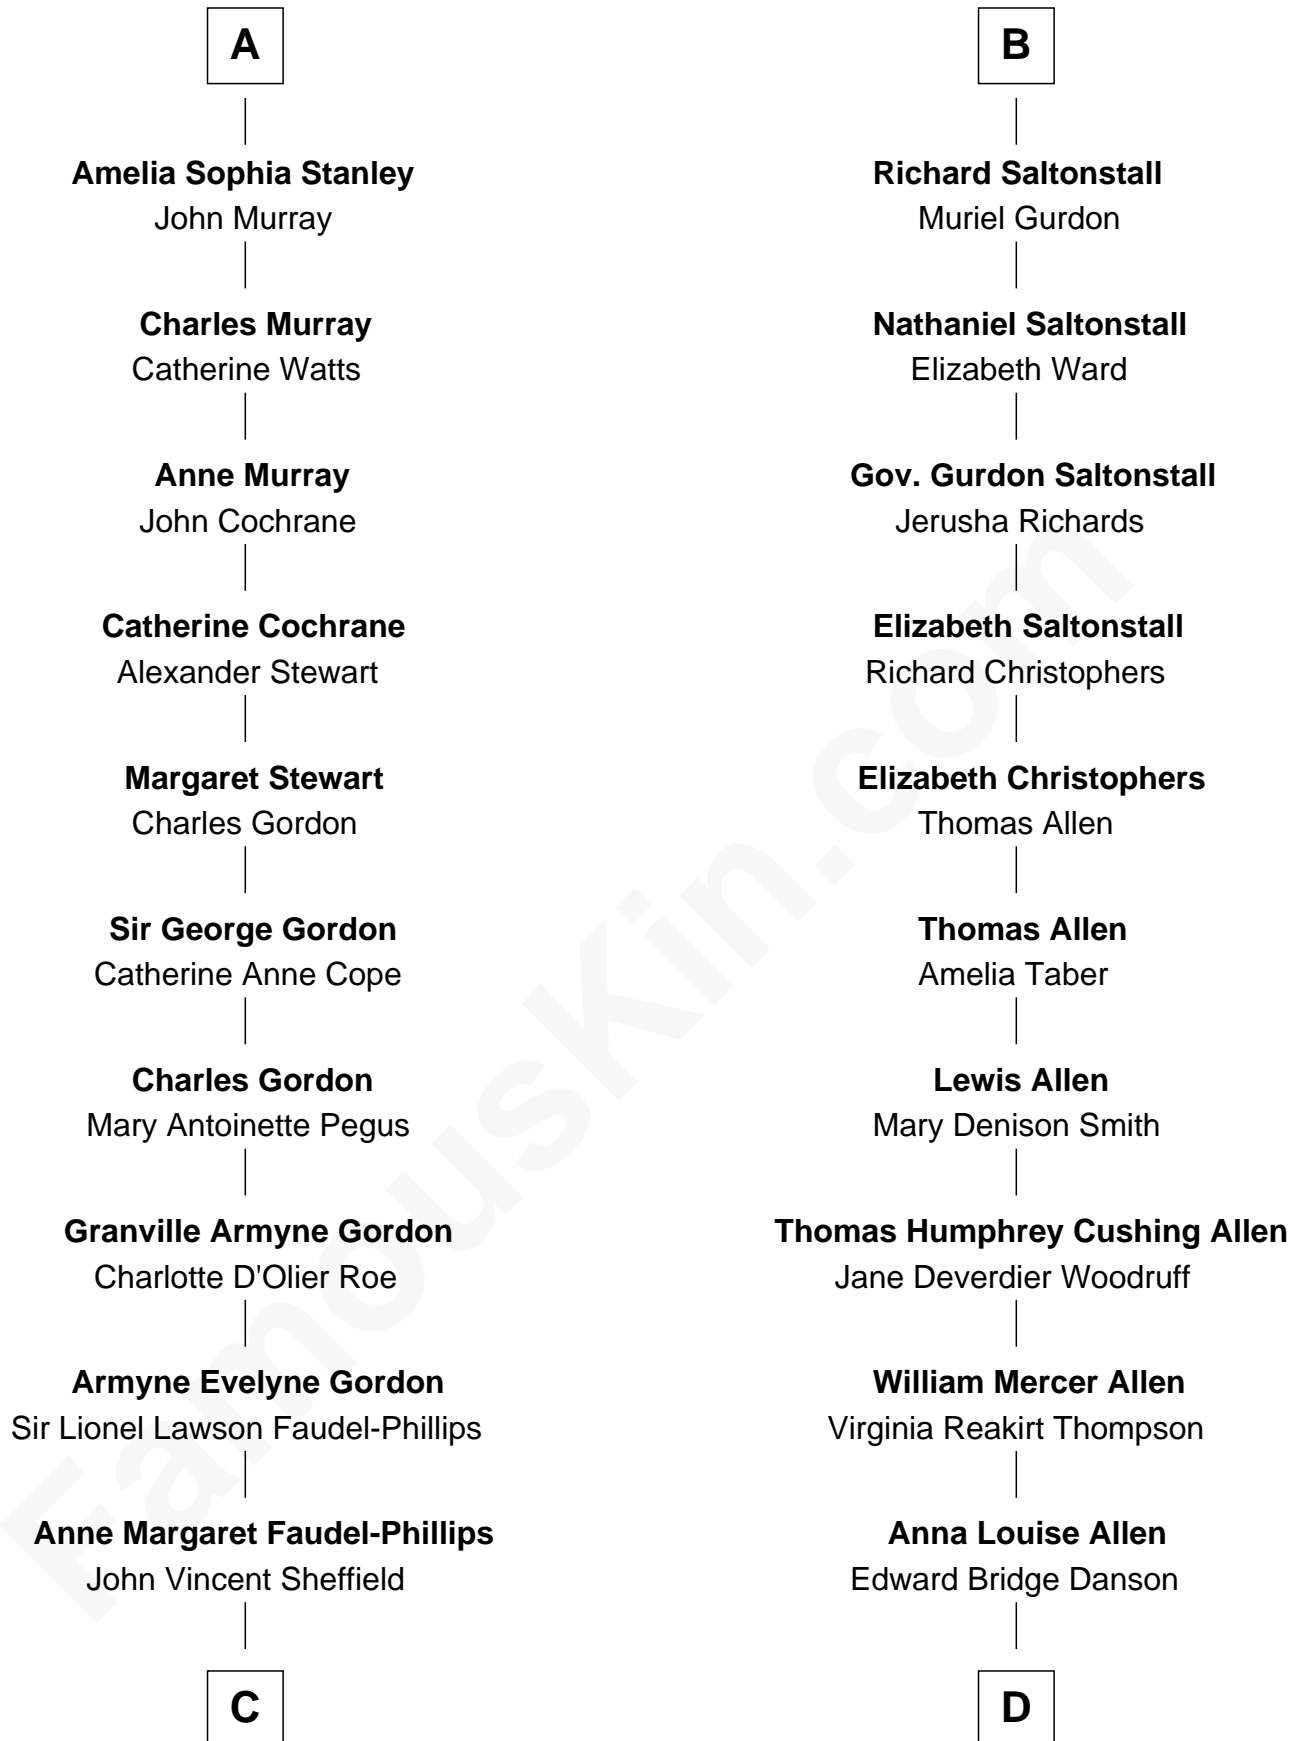 A
Amelia Sophia Stanley
John Murray
Charles Murray
Catherine Watts
Anne Murray
John Cochrane
Catherine Cochrane
Alexander Stewart
Margaret Stewart
Charles Gordon
Sir George Gordon
Catherine Anne Cope
Charles Gordon
Mary Antoinette Pegus
Granville Armyne Gordon
Charlotte D'Olier Roe
Armyne Evelyne Gordon
Sir Lionel Lawson Faudel-Phillips
Anne Margaret Faudel-Phillips
John Vincent Sheffield
C
B
Richard Saltonstall
Muriel Gurdon
Nathaniel Saltonstall
Elizabeth Ward
Gov. Gurdon Saltonstall
Jerusha Richards
Elizabeth Saltonstall
Richard Christophers
Elizabeth Christophers
Thomas Allen
Thomas Allen
Amelia Taber
Lewis Allen
Mary Denison Smith
Thomas Humphrey Cushing Allen
Jane Deverdier Woodruff
William Mercer Allen
Virginia Reakirt Thompson
Anna Louise Allen
Edward Bridge Danson
D
FamousKin.com